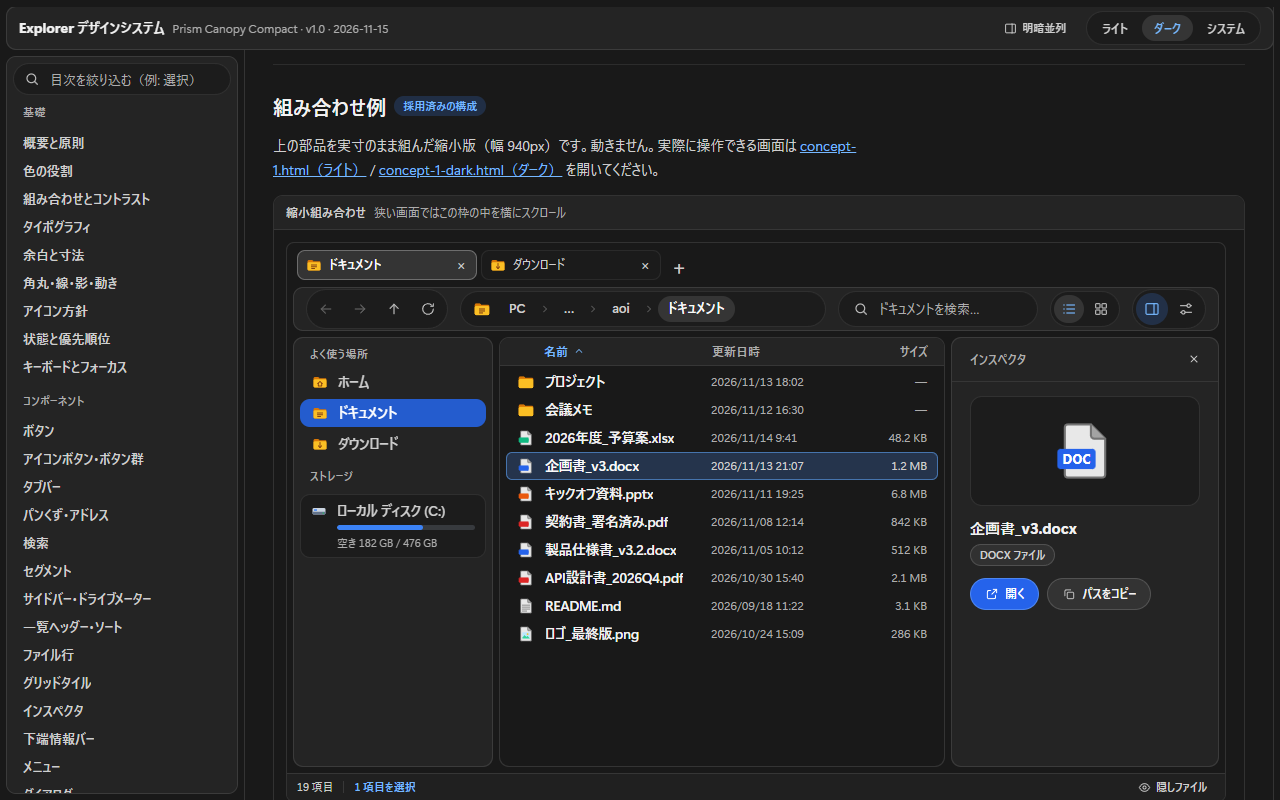 Explorer デザインシステム Prism Canopy Compact · v1.0 · 2026-11-15 明暗並列 ライト ダーク システム
目次を絞り込む（例: 選択）
基礎
概要と原則
色の役割
組み合わせとコントラスト
タイポグラフィ
余白と寸法
角丸・線・影・動き
アイコン方針
状態と優先順位
キーボードとフォーカス
コンポーネント
ボタン
アイコンボタン・ボタン群
タブバー
パンくず・アドレス
検索
セグメント
サイドバー・ドライブメーター
一覧ヘッダー・ソート
ファイル行
グリッドタイル
インスペクタ
下端情報バー
メニュー
ダイアログ
組み合わせ例 採用済みの構成
上の部品を実寸のまま組んだ縮小版（幅 940px）です。動きません。実際に操作できる画面は concept-
1.html（ライト） / concept-1-dark.html（ダーク） を開いてください。
縮小組み合わせ 狭い画面ではこの枠の中を横にスクロール
ドキュメント × ダウンロード × +
PC › ... › aoi › ドキュメント ドキュメントを検索...
よく使う場所
ホーム
ドキュメント
ダウンロード
ストレージ
ローカル ディスク (C:)
空き 182 GB / 476 GB
名前 更新日時 サイズ
プロジェクト 2026/11/13 18:02 —
会議メモ 2026/11/12 16:30 —
2026年度_予算案.xlsx 2026/11/14 9:41 48.2 KB
企画書_v3.docx 2026/11/13 21:07 1.2 MB
キックオフ資料.pptx 2026/11/11 19:25 6.8 MB
契約書_署名済み.pdf 2026/11/08 12:14 842 KB
製品仕様書_v3.2.docx 2026/11/05 10:12 512 KB
API設計書_2026Q4.pdf 2026/10/30 15:40 2.1 MB
README.md 2026/09/18 11:22 3.1 KB
ロゴ_最終版.png 2026/10/24 15:09 286 KB
インスペクタ ×
DOC
企画書_v3.docx
DOCX ファイル
開く パスをコピー
19 項目 1 項目を選択 隠しファイル